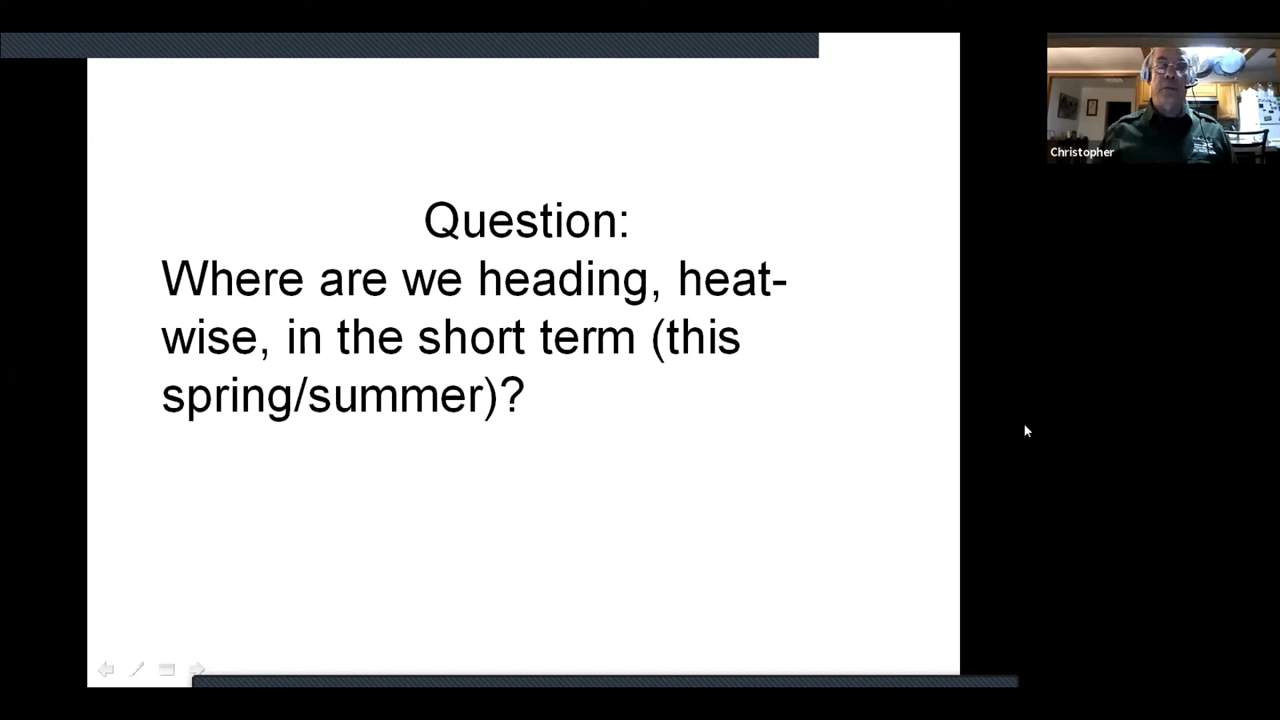 Question:
Where are we heading, heat-
wise, in the short term (this
spring/summer)?
Christopher